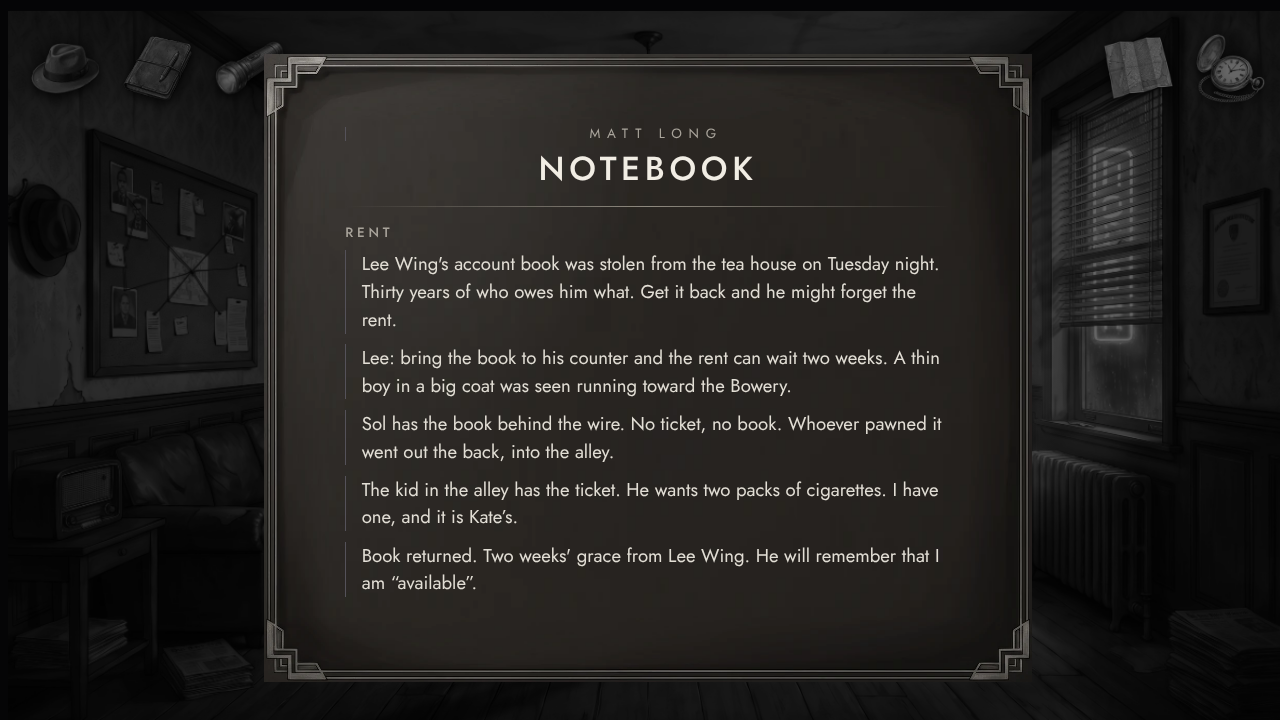 MATT LONG
NOTEBOOK
RENT
Lee Wing's account book was stolen from the tea house on Tuesday night.
Thirty years of who owes him what. Get it back and he might forget the
rent.
Lee: bring the book to his counter and the rent can wait two weeks. A thin
boy in a big coat was seen running toward the Bowery.
Sol has the book behind the wire. No ticket, no book. Whoever pawned it
went out the back, into the alley.
The kid in the alley has the ticket. He wants two packs of cigarettes. I have
one, and it is Kate's.
Book returned. Two weeks' grace from Lee Wing. He will remember that I
am “available”.